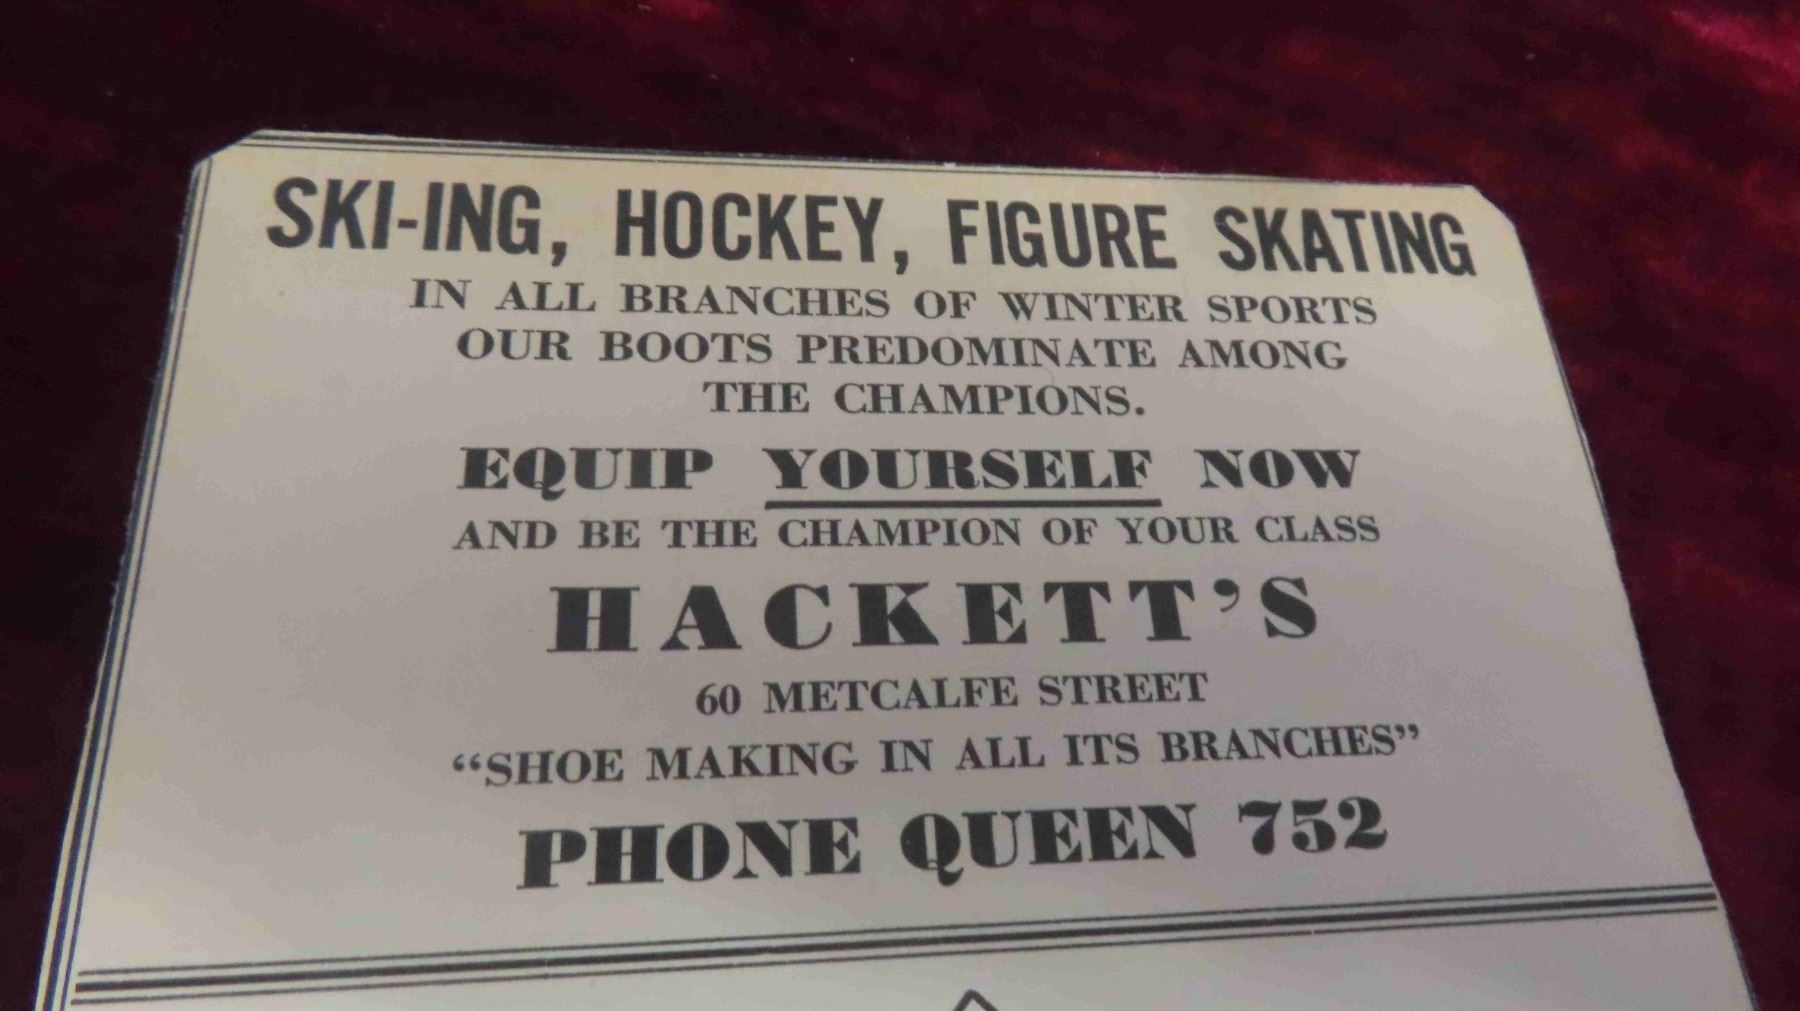 SKI-ING, HOCKEY, FIGURE SKATING
IN ALL BRANCHES OF WINTER SPORTS
OUR BOOTS PREDOMINATE AMONG
THE CHAMPIONS.
EQUIP YOURSELF NOW
AND BE THE CHAMPION OF YOUR CLASS
HACKETT’S
60 METCALFE STREET
“SHOE MAKING IN ALL ITS BRANCHES”
PHONE QUEEN 752